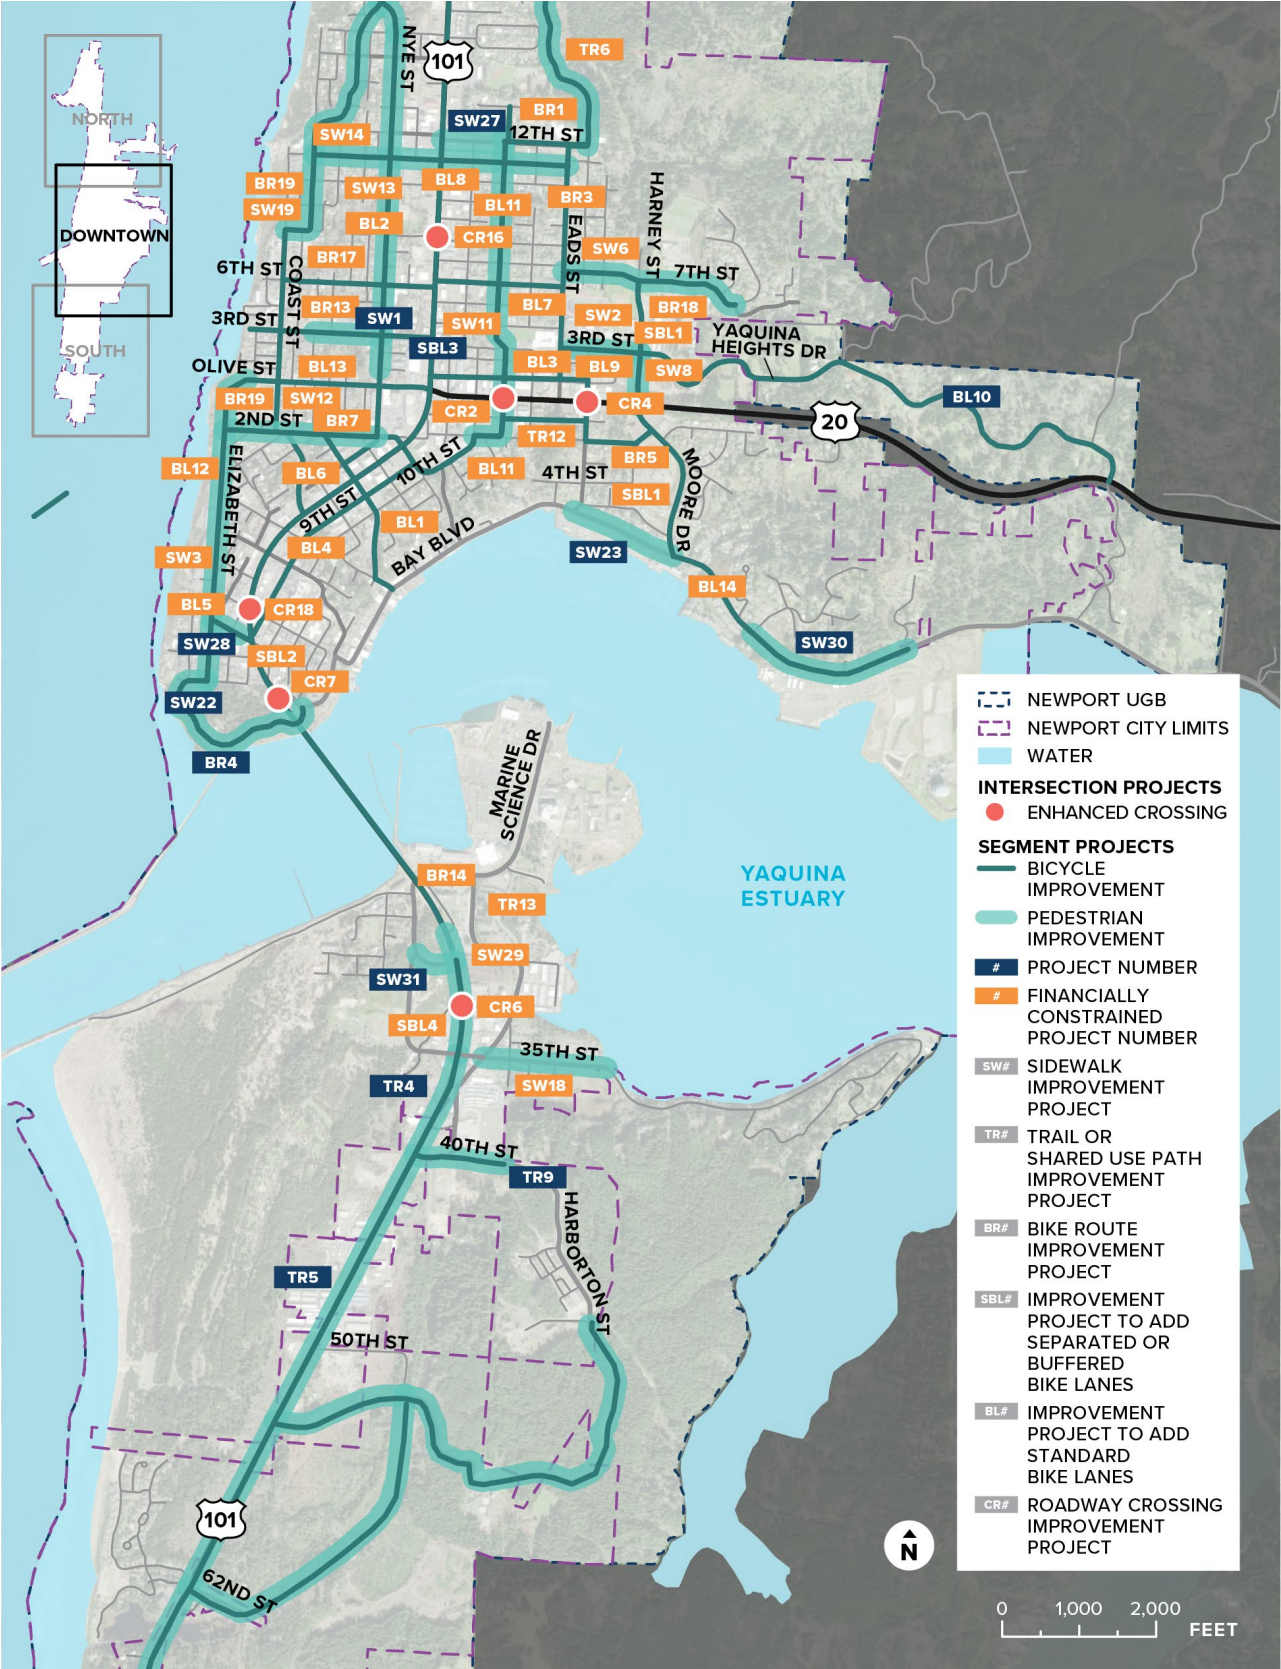 NYE ST
101
TR6
NORTH
BR1
SW27
12TH ST
SW14
BR19
SW13
BL8
HARNEY ST
SW19
BL11
BR3
BL2
DOWNTOWN
CR16
EADS ST
SW6
BR17
6TH ST
COAST ST
7TH ST
BR13
SW1
BL7
SW2
BR18
3RD ST
SW11
SBL1
YAQUINA
HEIGHTS DR
SBL3
3RD ST
SOUTH
OLIVE ST
BL13
BL3
BL9
SW8
BR19
SW12
CR2
CR4
BL10
2ND ST
BR7
20
TR12
10TH ST
BR5
BL12
ELIZABETH ST
BL6
BL11
4TH ST
MOORE DR
SBL1
9TH ST
BL1
BAY BLVD
SW3
BL4
SW23
BL14
BL5
CR18
SW28
SW30
SBL2
CR7
SW22
BR4
MARINE
SCIENCE DR
BR14
YAQUINA
ESTUARY
TR13
SW29
SW31
CR6
SBL4
35TH ST
TR4
SW18
40TH ST
TR9
HARBORTON ST
TR5
50TH ST
101
62ND ST
NEWPORT UGB
NEWPORT CITY LIMITS
WATER
INTERSECTION PROJECTS
ENHANCED CROSSING
SEGMENT PROJECTS
BICYCLE
IMPROVEMENT
PEDESTRIAN
IMPROVEMENT
# PROJECT NUMBER
# FINANCIALLY
CONSTRAINED
PROJECT NUMBER
SW# SIDEWALK
IMPROVEMENT
PROJECT
TR# TRAIL OR
SHARED USE PATH
IMPROVEMENT
PROJECT
BR# BIKE ROUTE
IMPROVEMENT
PROJECT
SBL# IMPROVEMENT
PROJECT TO ADD
SEPARATED OR
BUFFERED
BIKE LANES
BL# IMPROVEMENT
PROJECT TO ADD
STANDARD
BIKE LANES
CR# ROADWAY CROSSING
IMPROVEMENT
PROJECT
N
0 1,000 2,000
FEET